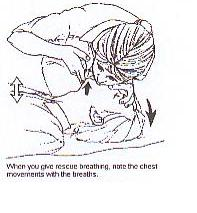 When you give rescue breathing, note the chest
movements with the breaths.